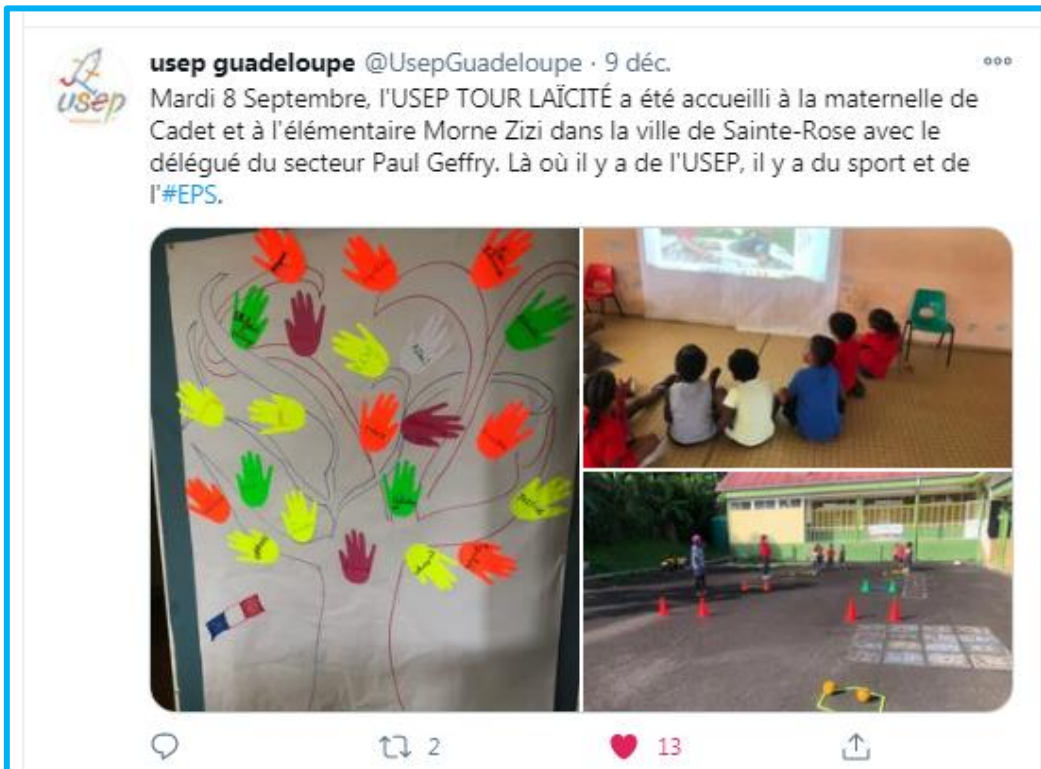 usep guadeloupe @UsepGuadeloupe · 9 déc.
usep
Mardi 8 Septembre, l'USEP TOUR LAÏCITÉ a été accueilli à la maternelle de
Cadet et à l'élémentaire Morne Zizi dans la ville de Sainte-Rose avec le
délégué du secteur Paul Geffry. Là où il y a de l'USEP, il y a du sport et de
l'#EPS.
2
13